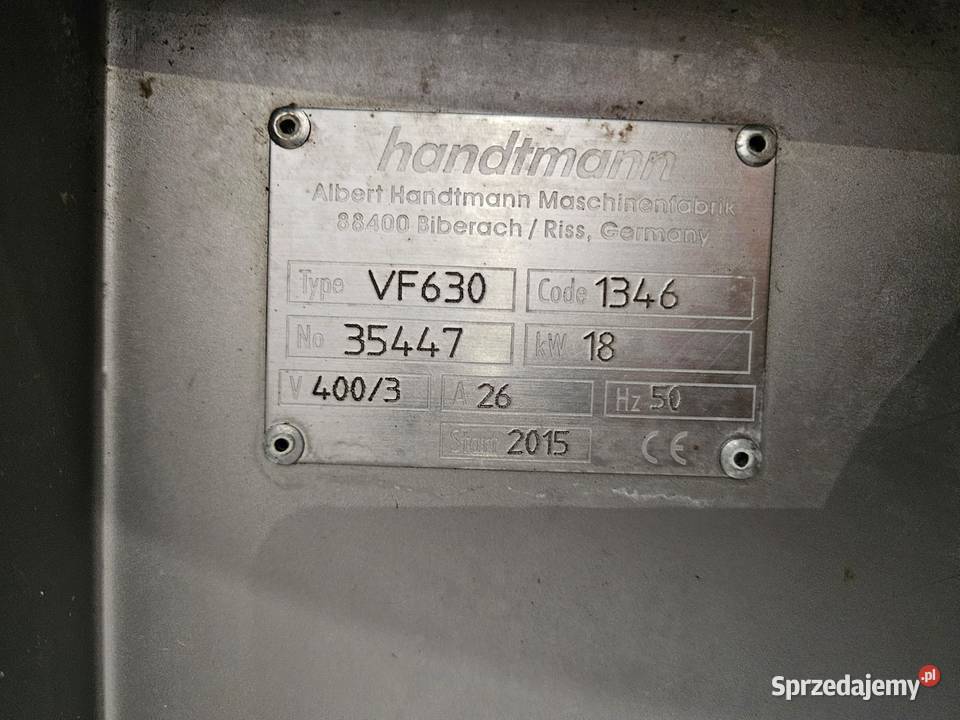 handtmann
Albert Handtmann Maschinenfabrik
88400 Biberach / Riss, Germany
Type VF630 Code 1346
No 35447 kW 18
V 400/3 A 26 Hz 50
2015 CE
Sprzedajemy.pl